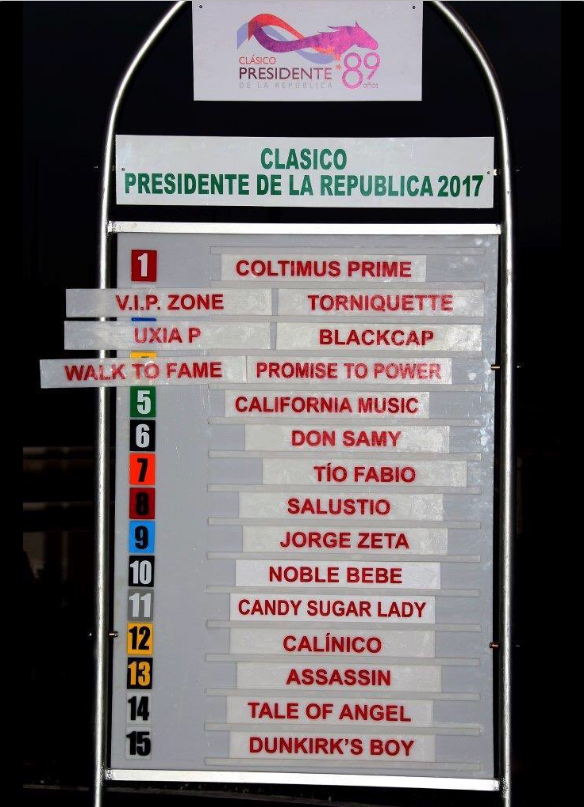 CLÁSICO
PRESIDENTE *89
DE LA REPÚBLICA años
CLASICO
PRESIDENTE DE LA REPUBLICA 2017
1 COLTIMUS PRIME
V.I.P. ZONE TORNIQUETTE
UXIA P BLACKCAP
WALK TO FAME PROMISE TO POWER
5 CALIFORNIA MUSIC
6 DON SAMY
7 TÍO FABIO
8 SALUSTIO
9 JORGE ZETA
10 NOBLE BEBE
11 CANDY SUGAR LADY
12 CALÍNICO
13 ASSASSIN
14 TALE OF ANGEL
15 DUNKIRK'S BOY